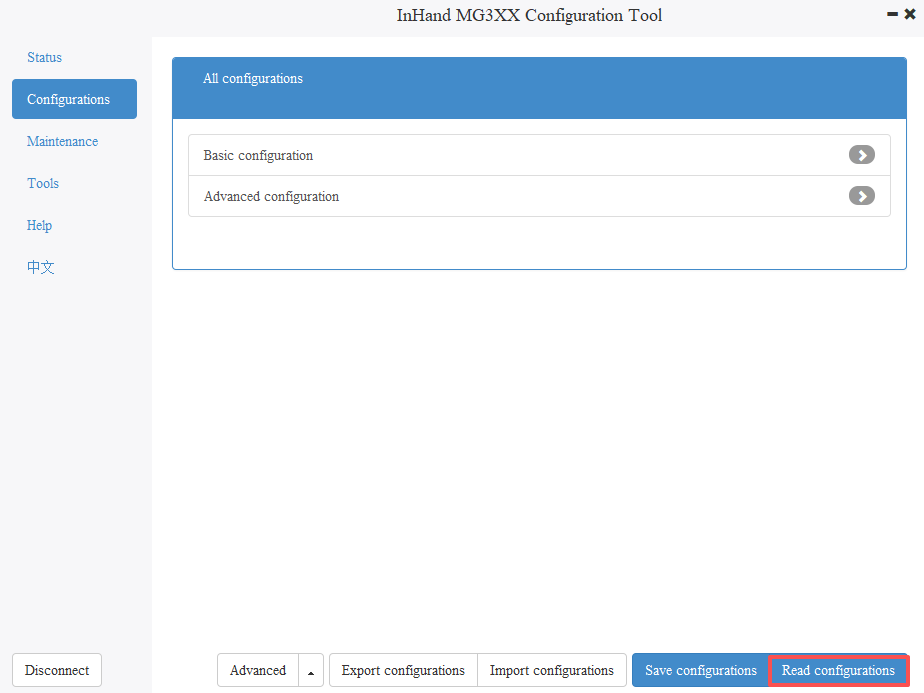 InHand MG3XX Configuration Tool
Status
Configurations
Maintenance
Tools
Help
中文
All configurations
Basic configuration
Advanced configuration
Disconnect
Advanced
Export configurations
Import configurations
Save configurations
Read configurations